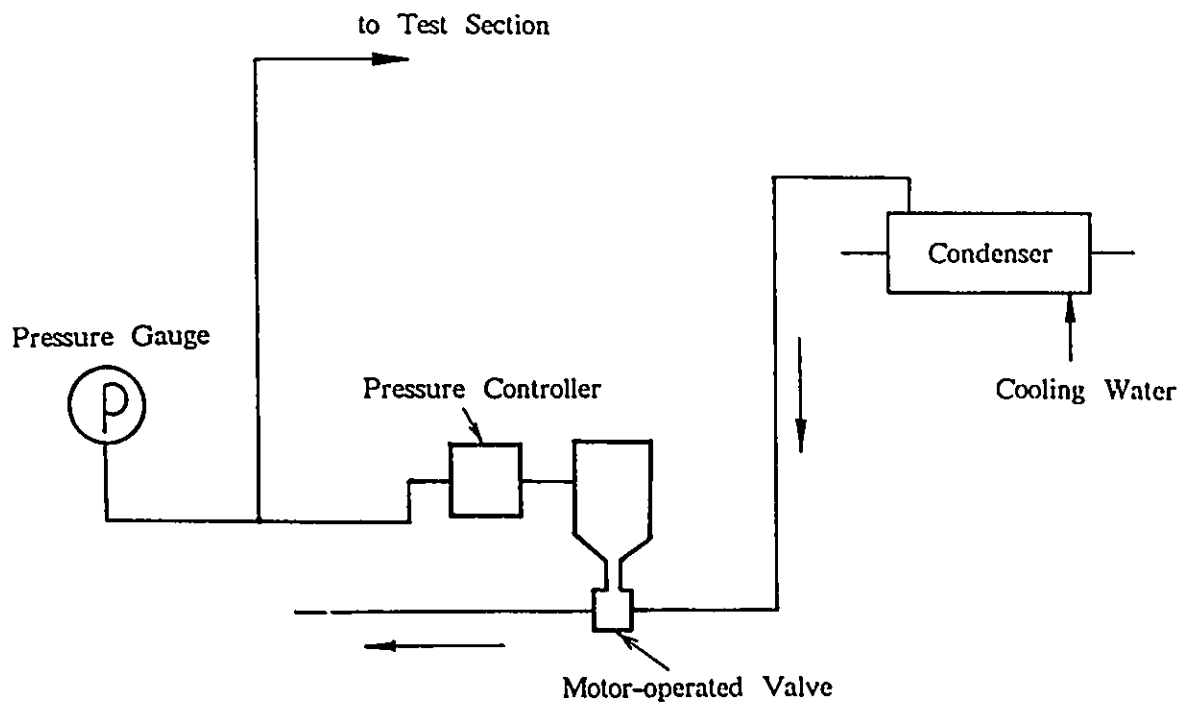 to Test Section
Condenser
Pressure Gauge
P
Pressure Controller
Cooling Water
Motor-operated Valve